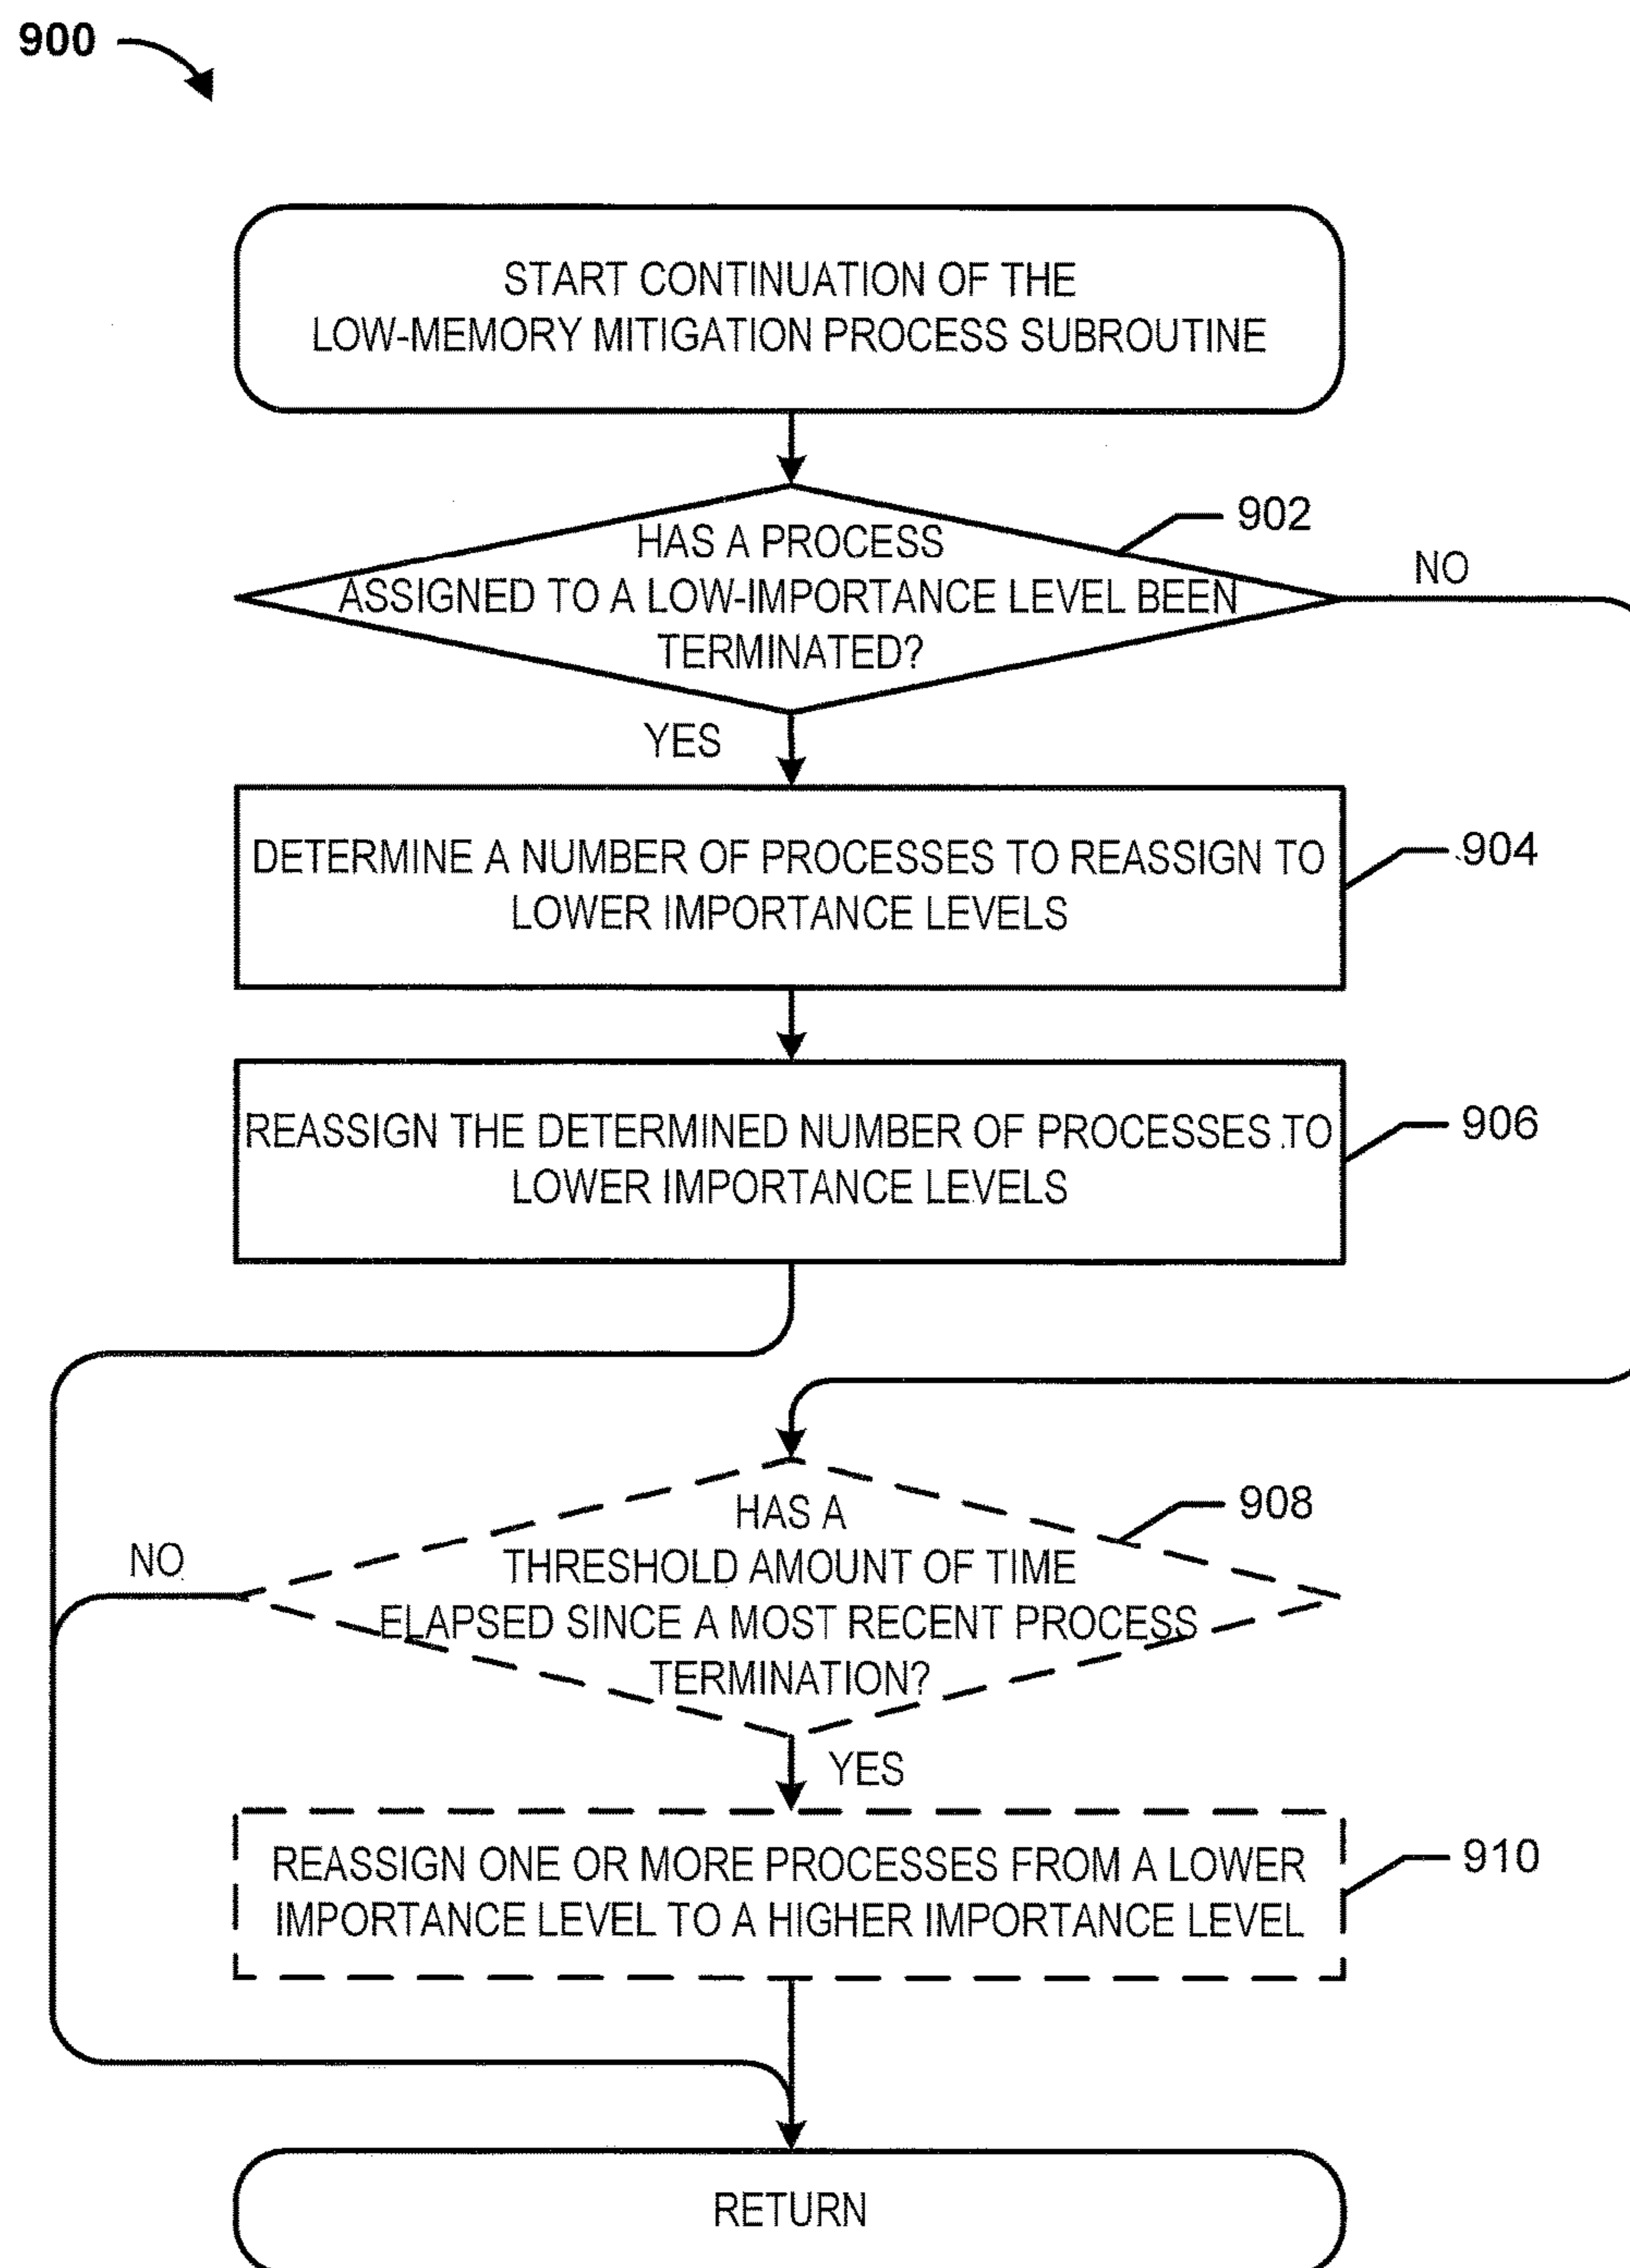 900
START CONTINUATION OF THE
LOW-MEMORY MITIGATION PROCESS SUBROUTINE
902
HAS A PROCESS
ASSIGNED TO A LOW-IMPORTANCE LEVEL BEEN
TERMINATED?
NO
YES
DETERMINE A NUMBER OF PROCESSES TO REASSIGN TO
LOWER IMPORTANCE LEVELS
904
REASSIGN THE DETERMINED NUMBER OF PROCESSES TO
LOWER IMPORTANCE LEVELS
906
908
HAS A
THRESHOLD AMOUNT OF TIME
ELAPSED SINCE A MOST RECENT PROCESS
TERMINATION?
NO
YES
REASSIGN ONE OR MORE PROCESSES FROM A LOWER
IMPORTANCE LEVEL TO A HIGHER IMPORTANCE LEVEL
910
RETURN